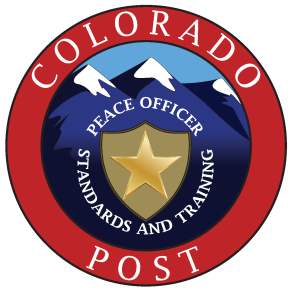 COLORADO
PEACE OFFICER
STANDARDS AND TRAINING
POST